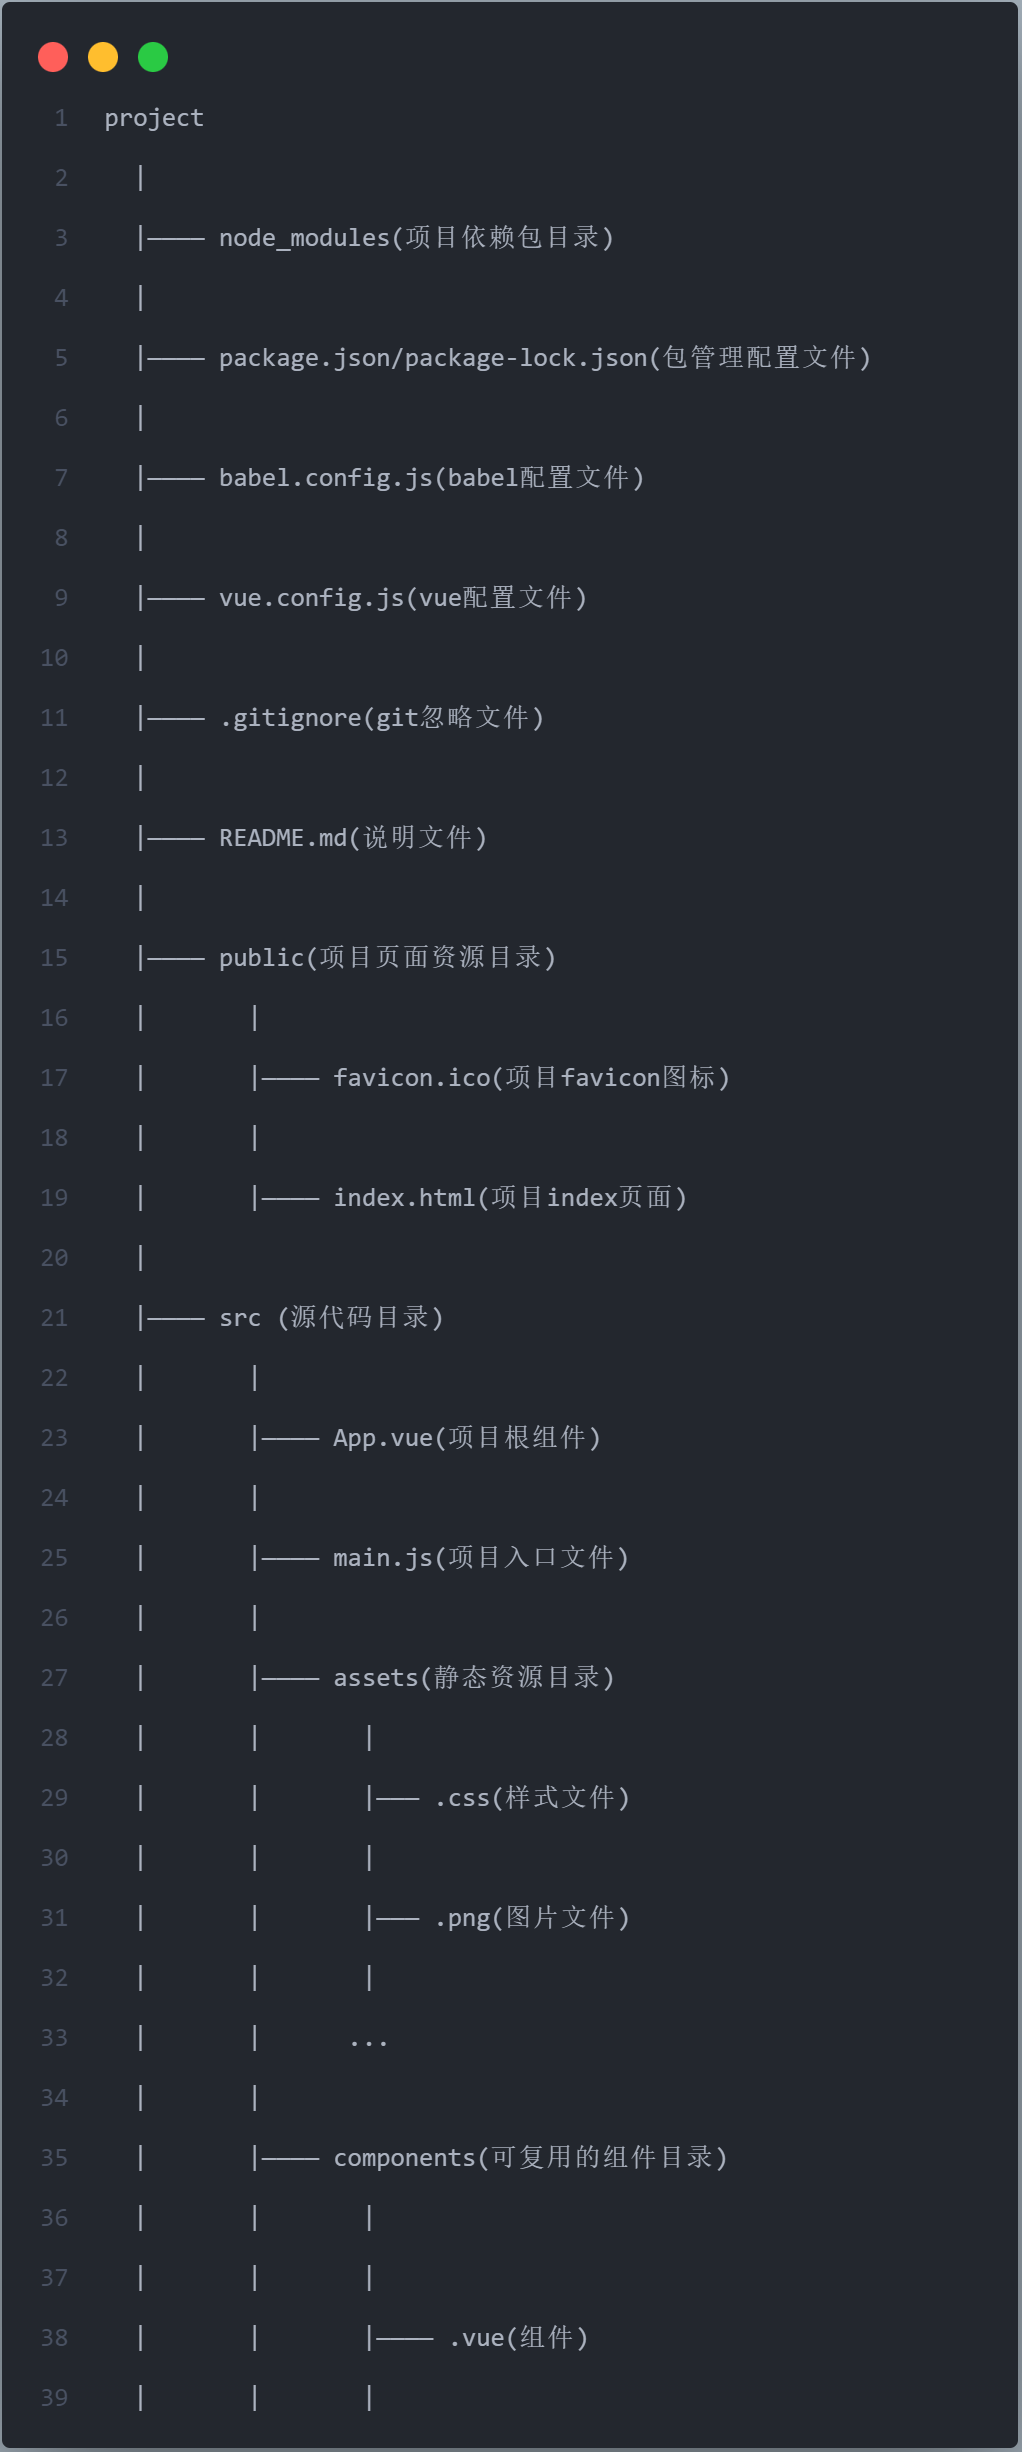 1 project
2 |
3 |———— node_modules(项目依赖包目录)
4 |
5 |———— package.json/package-lock.json(包管理配置文件)
6 |
7 |———— babel.config.js(babel配置文件)
8 |
9 |———— vue.config.js(vue配置文件)
10 |
11 |———— .gitignore(git忽略文件)
12 |
13 |———— README.md(说明文件)
14 |
15 |———— public(项目页面资源目录)
16 | |
17 | |———— favicon.ico(项目favicon图标)
18 | |
19 | |———— index.html(项目index页面)
20 |
21 |———— src (源代码目录)
22 | |
23 | |———— App.vue(项目根组件)
24 | |
25 | |———— main.js(项目入口文件)
26 | |
27 | |———— assets(静态资源目录)
28 | | |
29 | | |——— .css(样式文件)
30 | | |
31 | | |——— .png(图片文件)
32 | | |
33 | | ...
34 | |
35 | |———— components(可复用的组件目录)
36 | | |
37 | | |
38 | | |———— .vue(组件)
39 | | |